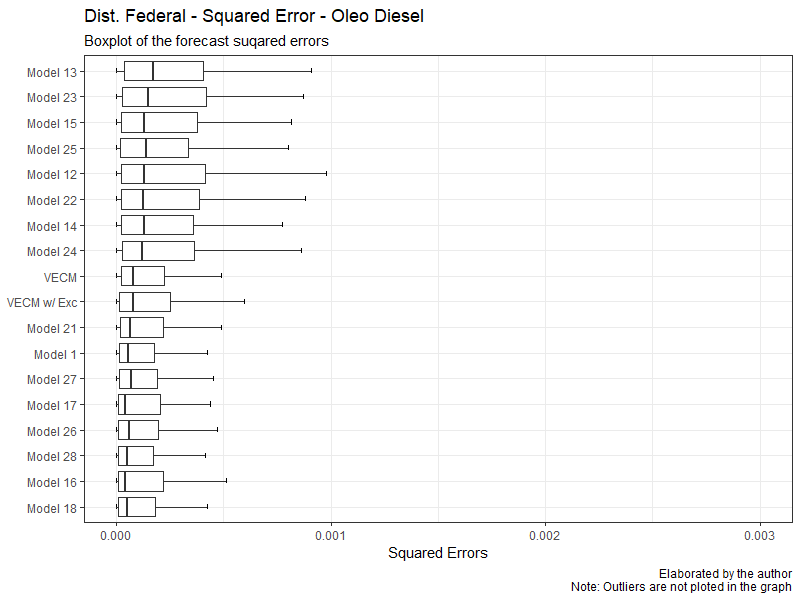 Dist. Federal - Squared Error - Oleo Diesel
Boxplot of the forecast suqared errors
Model 13
Model 23
Model 15
Model 25
Model 12
Model 22
Model 14
Model 24
VECM
VECM w/ Exc
Model 21
Model 1
Model 27
Model 17
Model 26
Model 28
Model 16
Model 18
0.000 0.001 0.002 0.003
Squared Errors
Elaborated by the author
Note: Outliers are not ploted in the graph